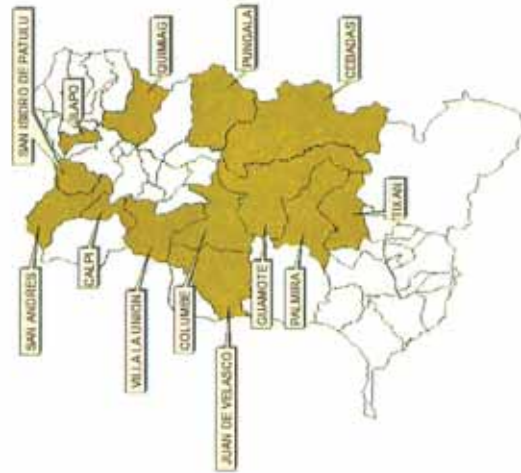 SAN ISIDRO DE PATULU
ILAPO
QUIMIAG
PUNGALA
CEBADAS
SAN ANDRES
CALPI
VILLA LA UNION
COLUMBE
JUAN DE VELASCO
GUAMOTE
PALMIRA
TIXAN